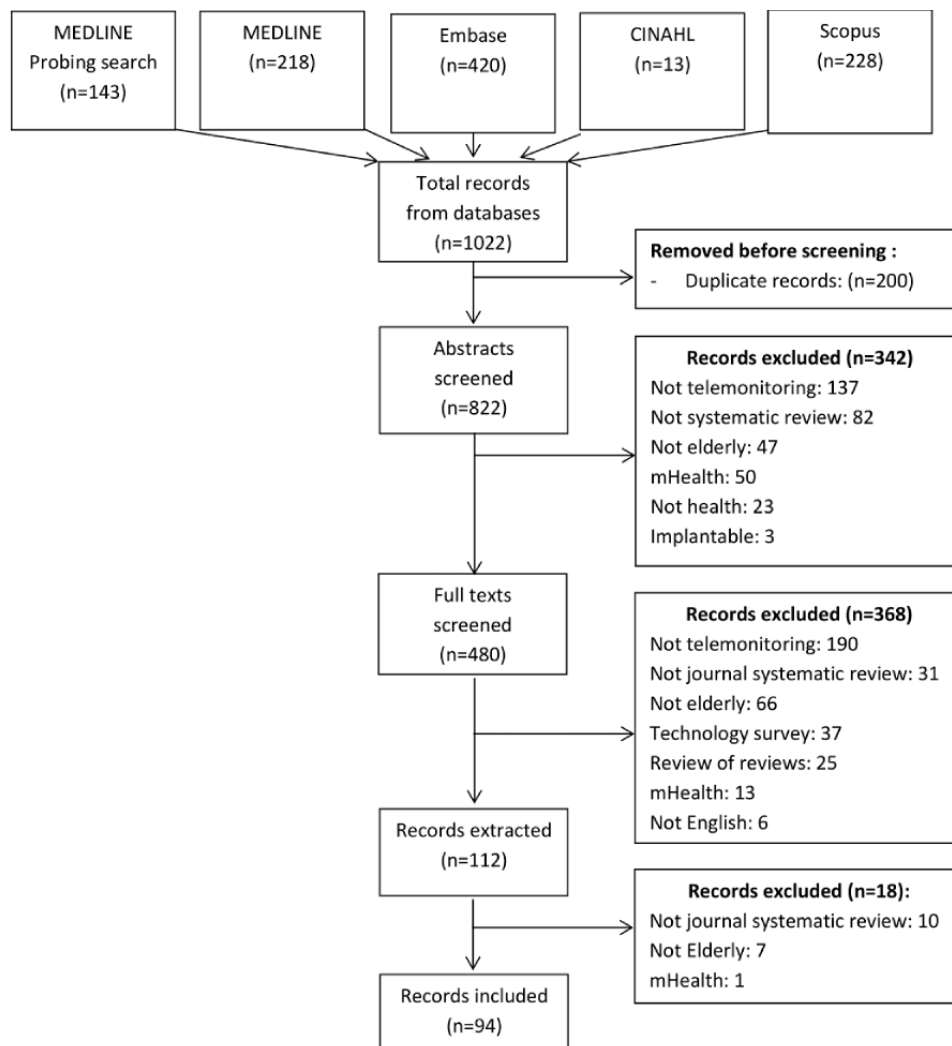 MEDLINE
Probing search
(n=143)
MEDLINE
(n=218)
Embase
(n=420)
CINAHL
(n=13)
Scopus
(n=228)
Total records
from databases
(n=1022)
Removed before screening :
- Duplicate records: (n=200)
Abstracts
screened
(n=822)
Records excluded (n=342)
Not telemonitoring: 137
Not systematic review: 82
Not elderly: 47
mHealth: 50
Not health: 23
Implantable: 3
Full texts
screened
(n=480)
Records excluded (n=368)
Not telemonitoring: 190
Not journal systematic review: 31
Not elderly: 66
Technology survey: 37
Review of reviews: 25
mHealth: 13
Not English: 6
Records extracted
(n=112)
Records excluded (n=18):
Not journal systematic review: 10
Not Elderly: 7
mHealth: 1
Records included
(n=94)